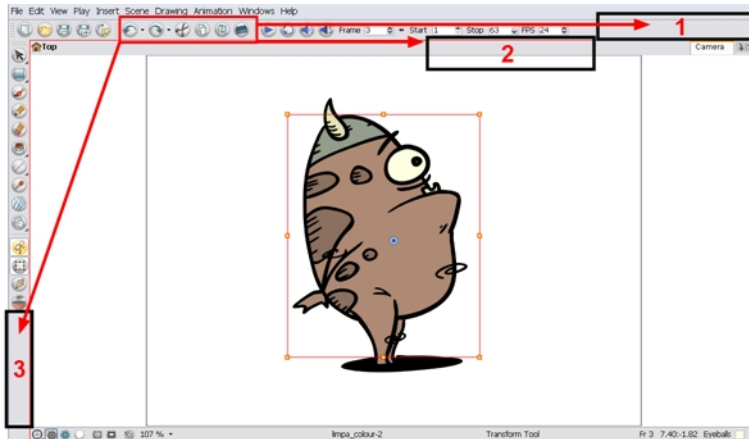 File Edit View Play Insert Scene Drawing Animation Windows Help
Frame 3 Start 1 Stop 63 FPS 24
1
Top
2
Camera
3
107 %
limpa_colour-2
Transform Tool
Fr 3 7.40:-1.82 Eyeballs